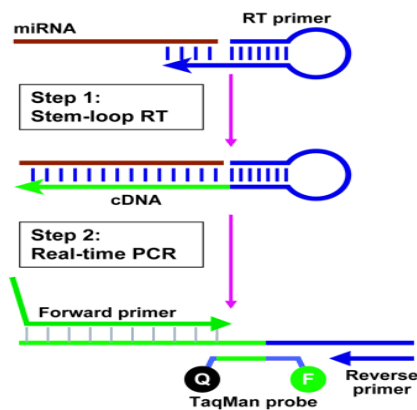 RT primer
miRNA
Step 1:
Stem-loop RT
cDNA
Step 2:
Real-time PCR
Forward primer
Q
F
Reverse
primer
TaqMan probe